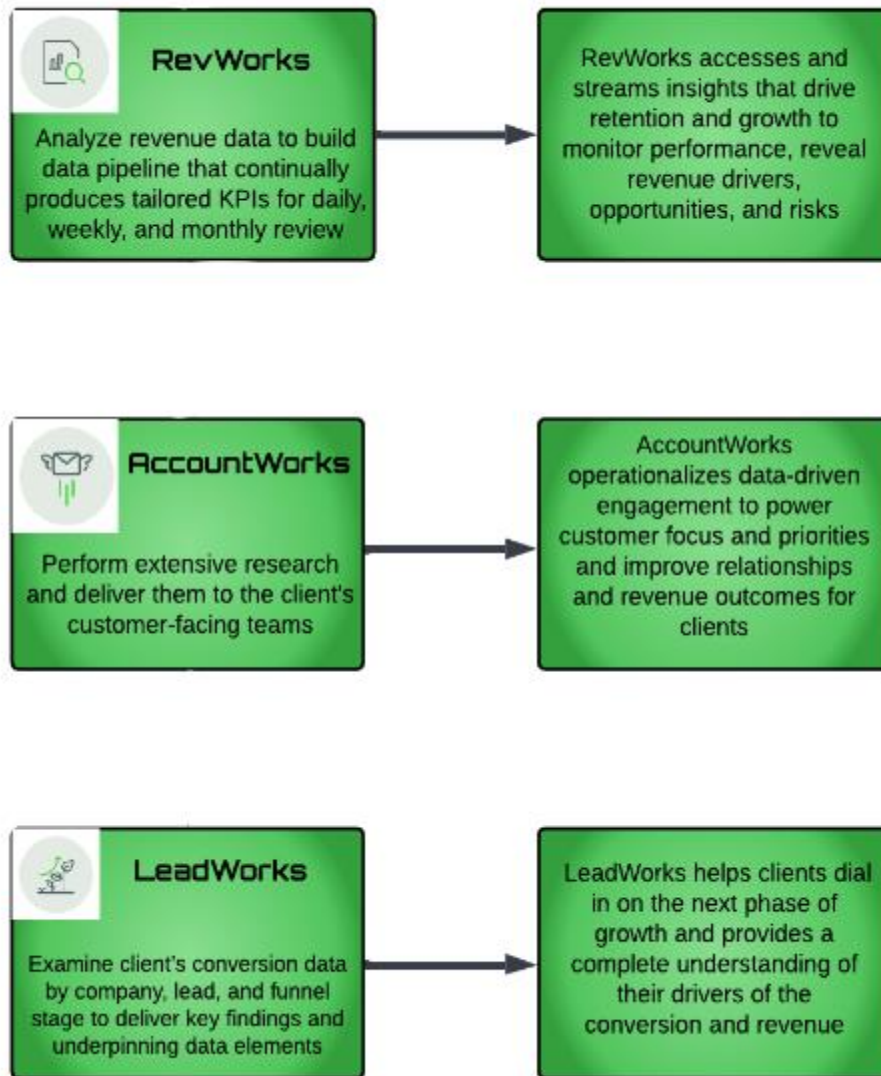 RevWorks
Analyze revenue data to build
data pipeline that continually
produces tailored KPIs for daily,
weekly, and monthly review
RevWorks accesses and
streams insights that drive
retention and growth to
monitor performance, reveal
revenue drivers,
opportunities, and risks
AccountWorks
Perform extensive research
and deliver them to the client's
customer-facing teams
AccountWorks
operationalizes data-driven
engagement to power
customer focus and priorities
and improve relationships
and revenue outcomes for
clients
LeadWorks
Examine client's conversion data
by company, lead, and funnel
stage to deliver key findings and
underpinning data elements
LeadWorks helps clients dial
in on the next phase of
growth and provides a
complete understanding of
their drivers of the
conversion and revenue